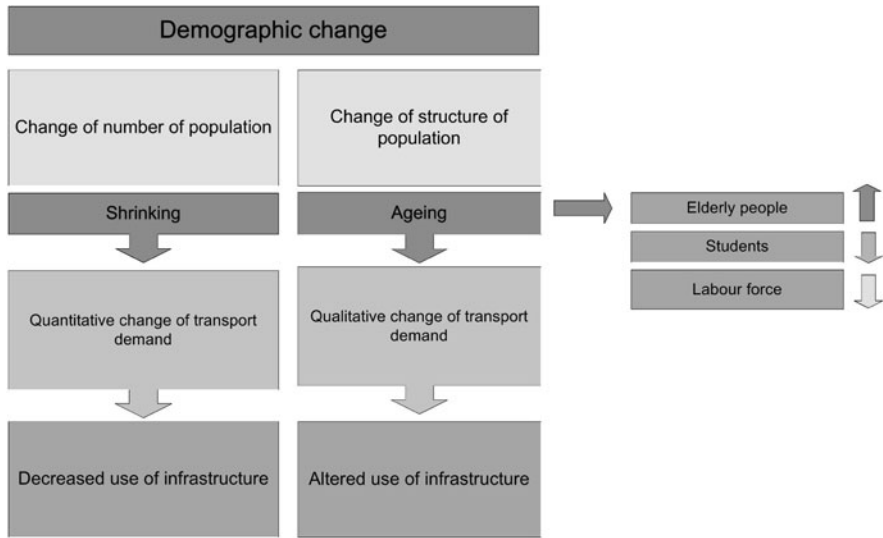 Demographic change
Change of number of population
Change of structure of
population
Shrinking
Ageing
Elderly people
Students
Labour force
Quantitative change of transport
demand
Qualitative change of transport
demand
Decreased use of infrastructure
Altered use of infrastructure